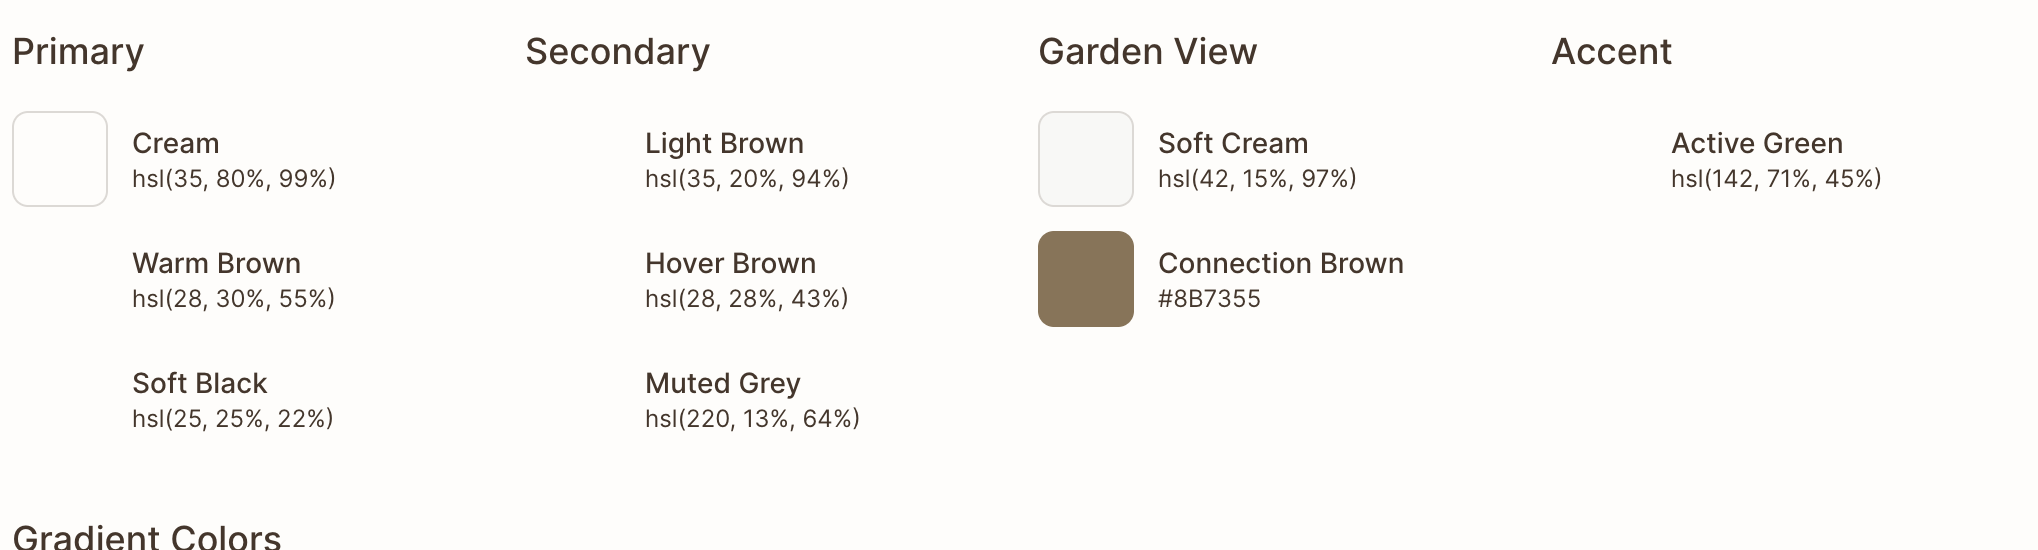 Primary
Cream
hsl(35, 80%, 99%)
Warm Brown
hsl(28, 30%, 55%)
Soft Black
hsl(25, 25%, 22%)
Secondary
Light Brown
hsl(35, 20%, 94%)
Hover Brown
hsl(28, 28%, 43%)
Muted Grey
hsl(220, 13%, 64%)
Garden View
Soft Cream
hsl(42, 15%, 97%)
Connection Brown
#8B7355
Accent
Active Green
hsl(142, 71%, 45%)
Gradient Colors